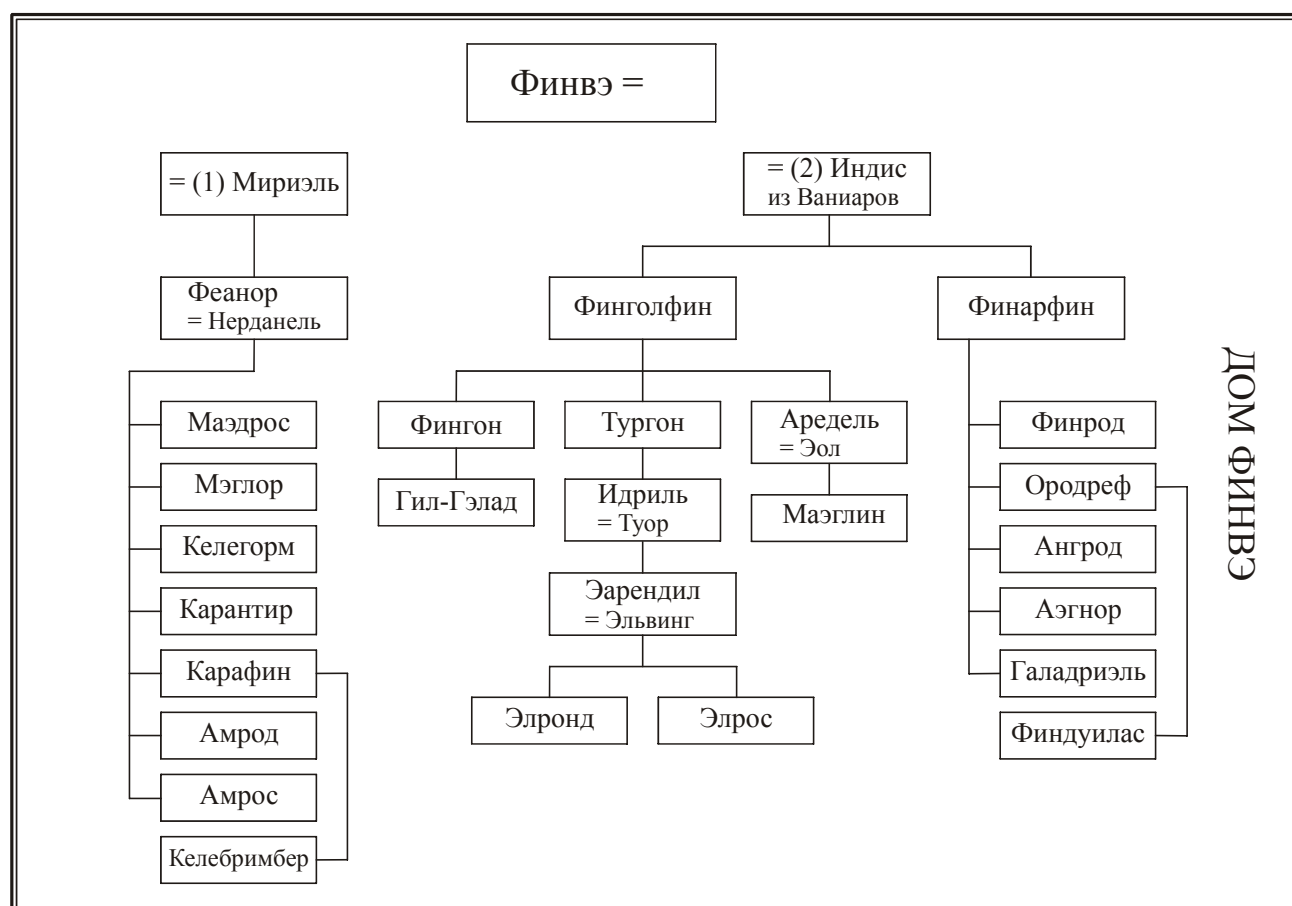 Финвэ =
= (1) Мириэль
= (2) Индис
из Ваниаров
Феанор
= Нерданель
Финголфин
Финарфин
Маэдрос
Мэглор
Келегорм
Карантир
Карафин
Амрод
Амрос
Келебримбер
Фингон
Гил-Гэлад
Тургон
Идриль
= Туор
Эарендил
= Эльвинг
Элронд
Элрос
Аредель
= Эол
Маэглин
Финрод
Ородреф
Ангрод
Аэгнор
Галадриэль
Финдуилас
ДОМ ФИНВЭ